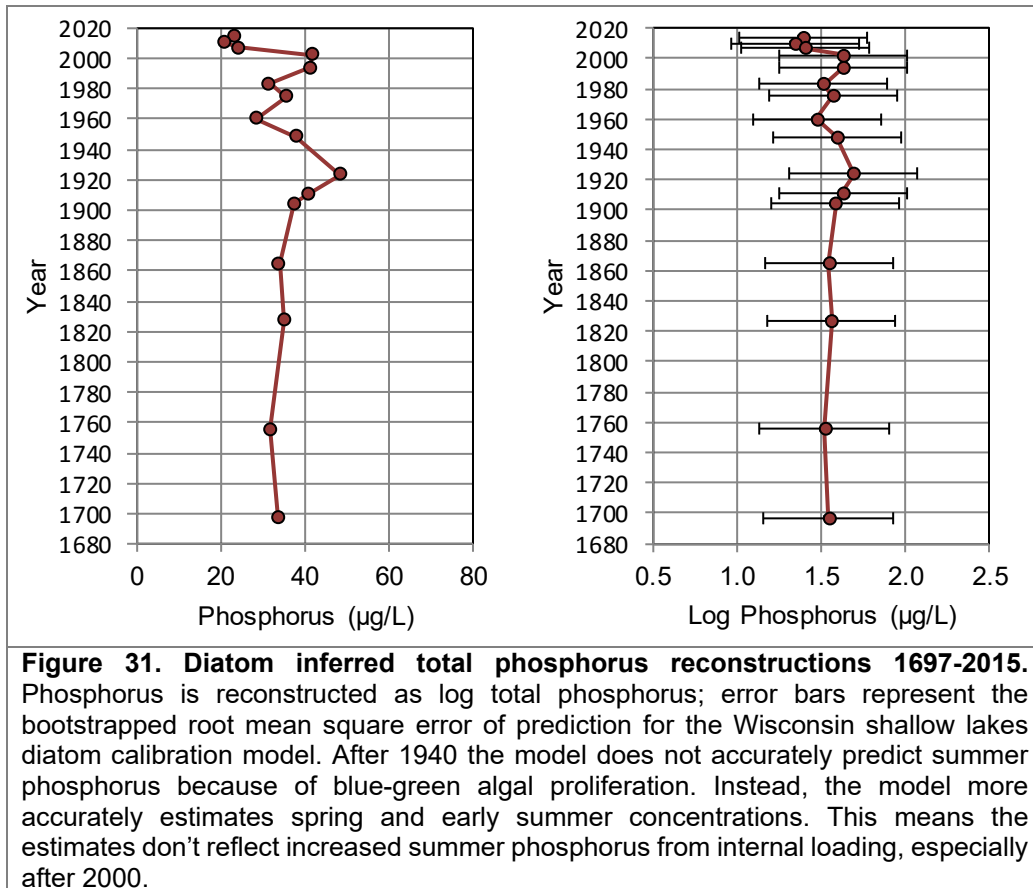 2020
2000
1980
1960
1940
1920
1900
1880
1860
1840
1820
1800
1780
1760
1740
1720
1700
1680
Year
0 20 40 60 80
Phosphorus (µg/L)
2020
2000
1980
1960
1940
1920
1900
1880
1860
1840
1820
1800
1780
1760
1740
1720
1700
1680
Year
0.5 1.0 1.5 2.0 2.5
Log Phosphorus (µg/L)
Figure 31. Diatom inferred total phosphorus reconstructions 1697-2015.
Phosphorus is reconstructed as log total phosphorus; error bars represent the
bootstrapped root mean square error of prediction for the Wisconsin shallow lakes
diatom calibration model. After 1940 the model does not accurately predict summer
phosphorus because of blue-green algal proliferation. Instead, the model more
accurately estimates spring and early summer concentrations. This means the
estimates don’t reflect increased summer phosphorus from internal loading, especially
after 2000.